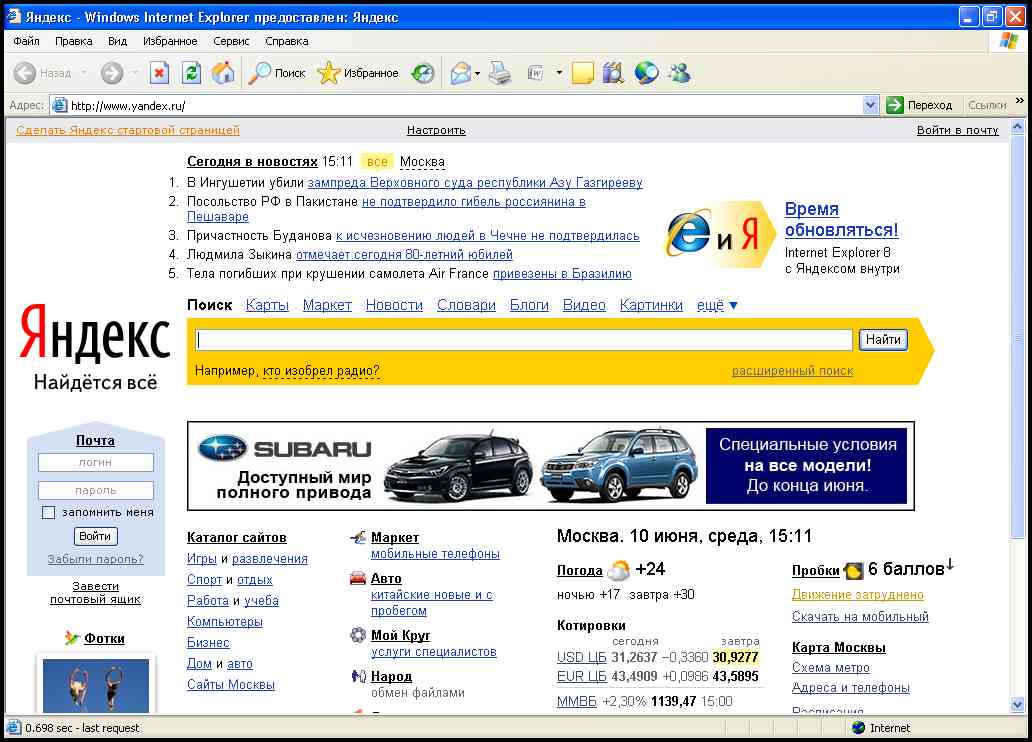 Яндекс - Windows Internet Explorer предоставлен: Яндекс
Файл Правка Вид Избранное Сервис Справка
Назад Поиск Избранное
Адрес: http://www.yandex.ru/ Переход Ссылки »
Сделать Яндекс стартовой страницей Настроить Войти в почту
Сегодня в новостях 15:11 все Москва
1. В Ингушетии убили зампреда Верховного суда республики Азу Газгирееву
2. Посольство РФ в Пакистане не подтвердило гибель россиянина в
Пешаваре
3. Причастность Буданова к исчезновению людей в Чечне не подтвердилась
4. Людмила Зыкина отмечает сегодня 80-летний юбилей
5. Тела погибших при крушении самолета Air France привезены в Бразилию
e и Я
Время
обновляться!
Internet Explorer 8
с Яндексом внутри
Поиск Карты Маркет Новости Словари Блоги Видео Картинки ещё ▼
Яндекс
Найдётся всё
Найти
Например, кто изобрел радио? расширенный поиск
SUBARU
Доступный мир
полного привода
Специальные условия
на все модели!
До конца июня.
Почта
логин
пароль
запомнить меня
Войти
Забыли пароль?
Завести
почтовый ящик
Фотки
Каталог сайтов
Игры и развлечения
Спорт и отдых
Работа и учеба
Компьютеры
Бизнес
Дом и авто
Сайты Москвы
Маркет
мобильные телефоны
Авто
китайские новые и с
пробегом
Мой Круг
услуги специалистов
Народ
обмен файлами
Москва. 10 июня, среда, 15:11
Погода +24
ночью +17 завтра +30
Котировки
сегодня завтра
USD ЦБ 31,2637 −0,3360 30,9277
EUR ЦБ 43,4909 +0,0986 43,5895
ММВБ +2,30% 1139,47 15:00
Пробки 6 баллов↓
Движение затруднено
Скачать на мобильный
Карта Москвы
Схема метро
Адреса и телефоны
Расписания
0.698 sec - last request Internet